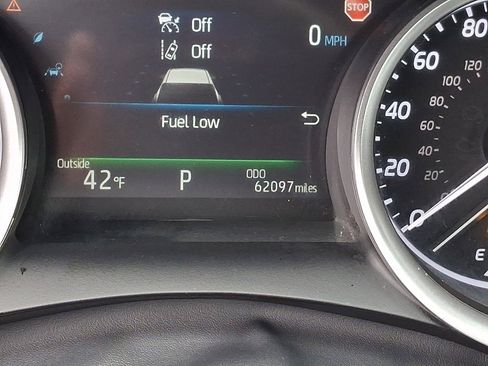 Off
STOP
0 MPH
Off
Fuel Low
Outside
42°F
P
ODO
62097 miles
80
60
40
20
0
120
100
80
60
40
20
E